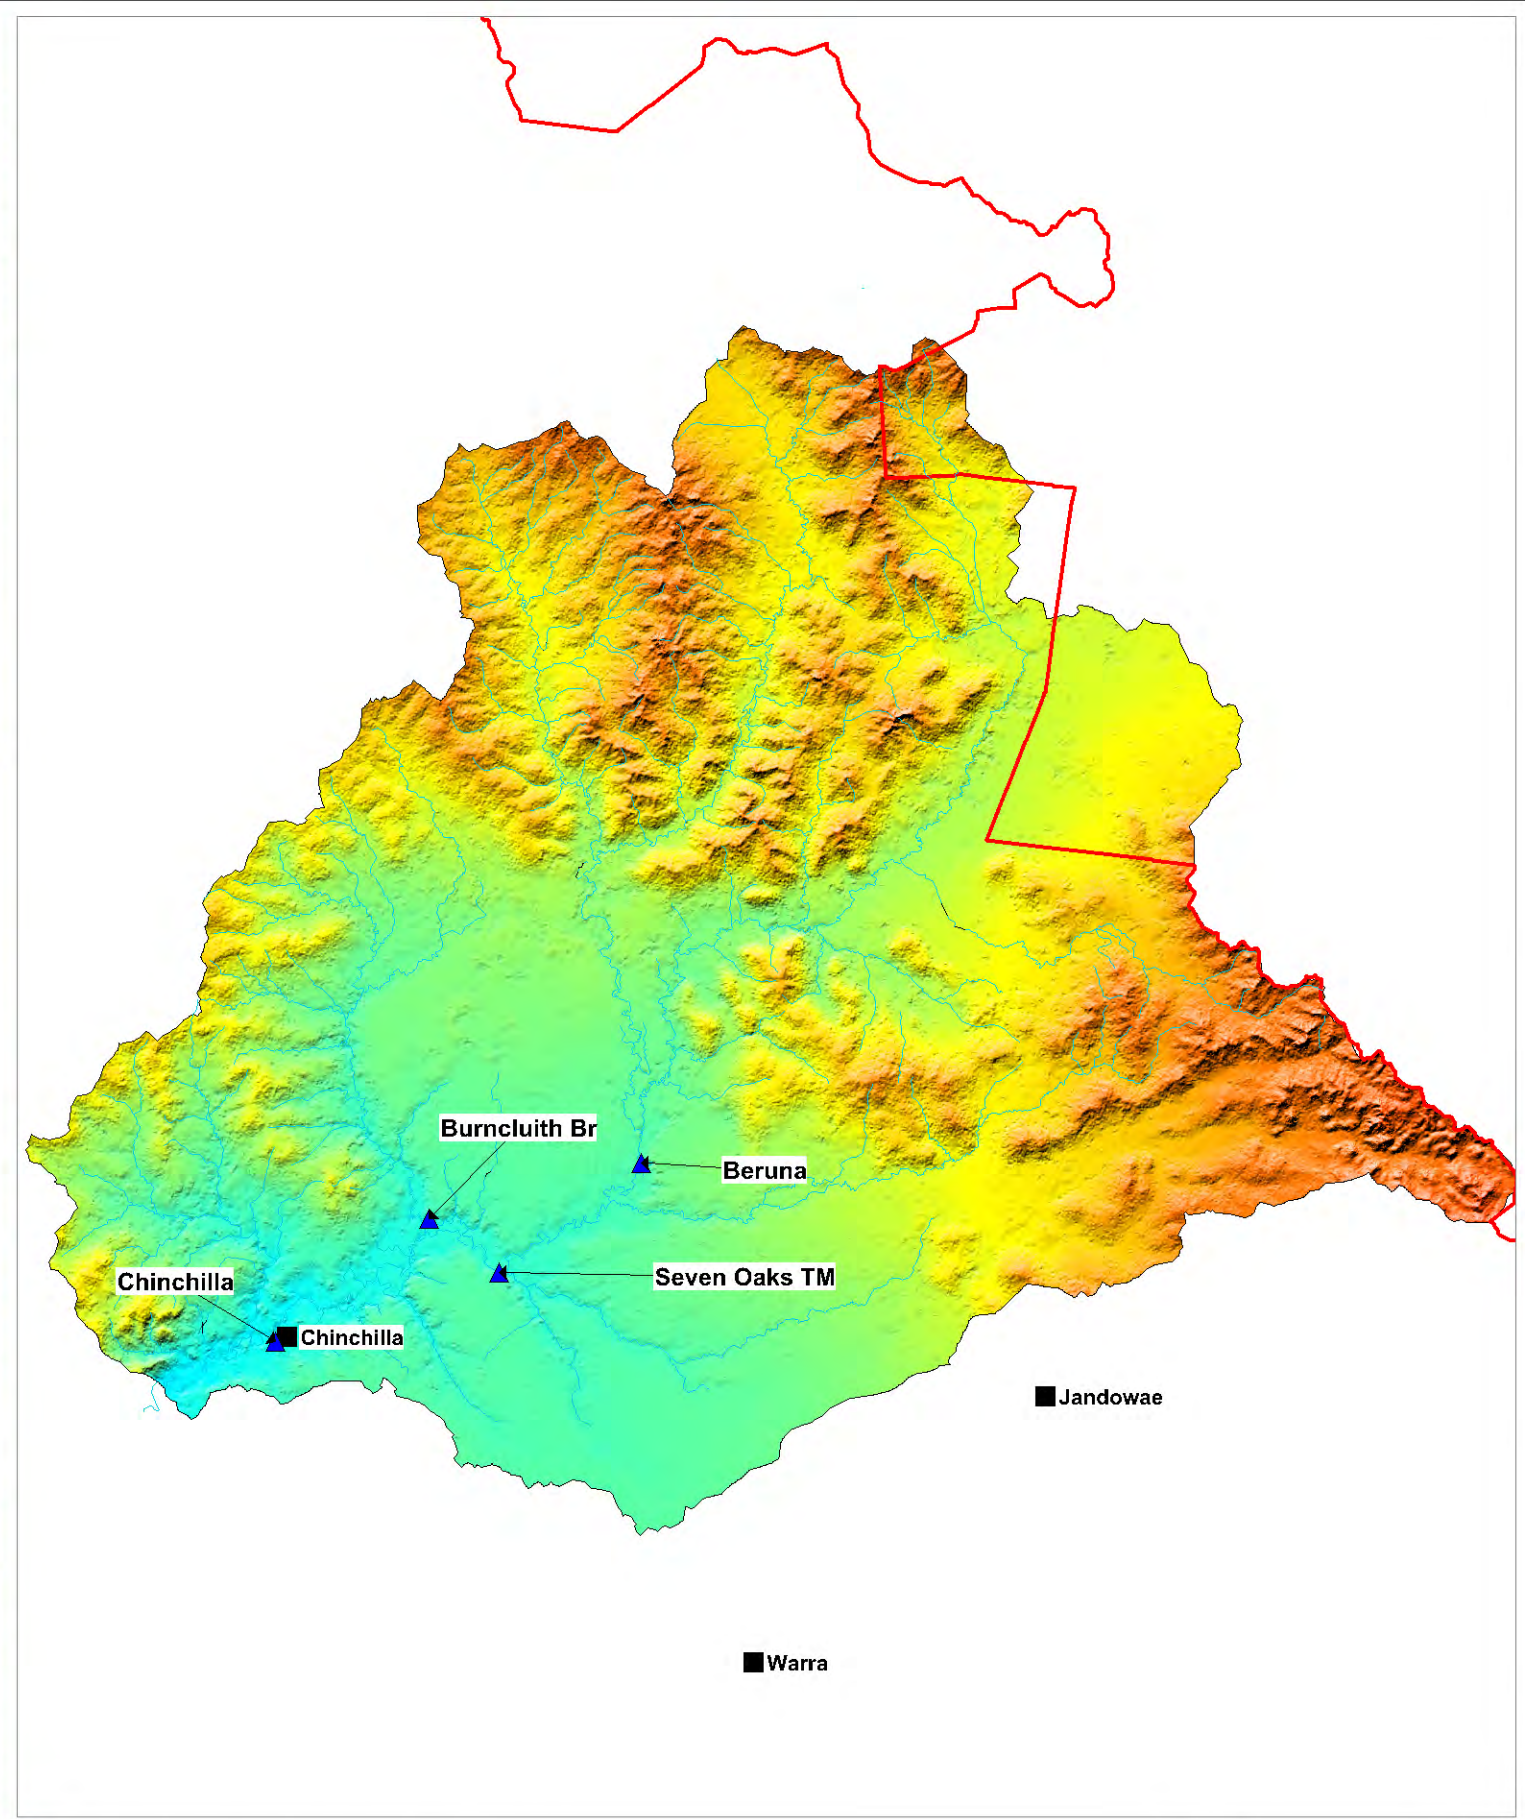 Burncluith Br
Beruna
Seven Oaks TM
Chinchilla
Chinchilla
Jandowae
Warra